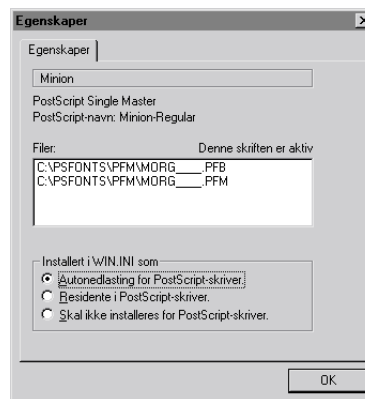 Egenskaper
Egenskaper
Minion
PostScript Single Master
PostScript-navn: Minion-Regular
Filer: Denne skriften er aktiv
C:\PSFONTS\PFM\MORG____.PFB
C:\PSFONTS\PFM\MORG____.PFM
Installert i WIN.INI som
Autonedlasting for PostScript-skriver.
Residente i PostScript-skriver.
Skal ikke installeres for PostScript-skriver.
OK